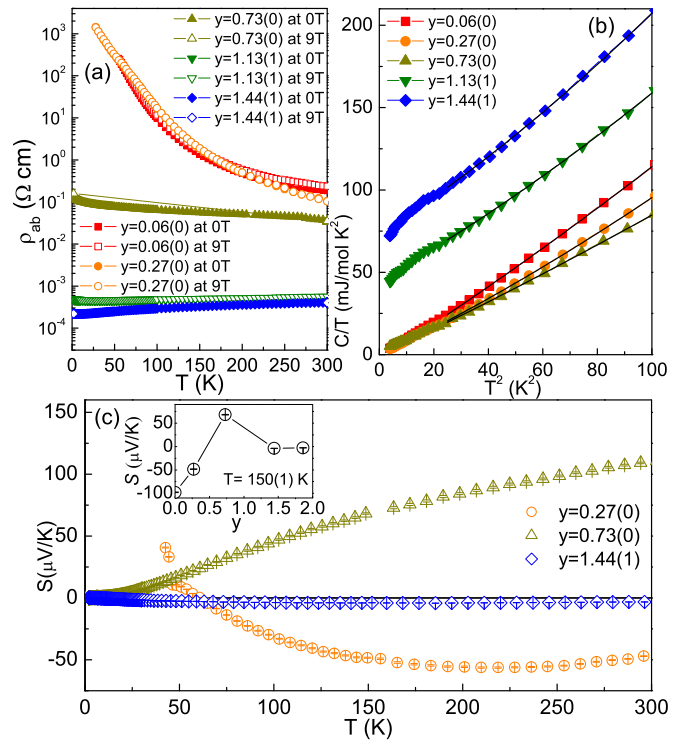 (a)
y=0.73(0) at 0T
y=0.73(0) at 9T
y=1.13(1) at 0T
y=1.13(1) at 9T
y=1.44(1) at 0T
y=1.44(1) at 9T
y=0.06(0) at 0T
y=0.06(0) at 9T
y=0.27(0) at 0T
y=0.27(0) at 9T
10³
10²
10¹
10⁰
10⁻¹
10⁻²
10⁻³
10⁻⁴
ρab (Ω cm)
0 50 100 150 200 250 300
T (K)
(b)
y=0.06(0)
y=0.27(0)
y=0.73(0)
y=1.13(1)
y=1.44(1)
200
150
100
50
0
C/T (mJ/mol K²)
0 20 40 60 80 100
T² (K²)
(c)
150
100
50
0
-50
S(μV/K)
50
0
-50
-100
S (μV/K)
T= 150(1) K
0.0 0.5 1.0 1.5 2.0
y
y=0.27(0)
y=0.73(0)
y=1.44(1)
0 50 100 150 200 250 300
T (K)